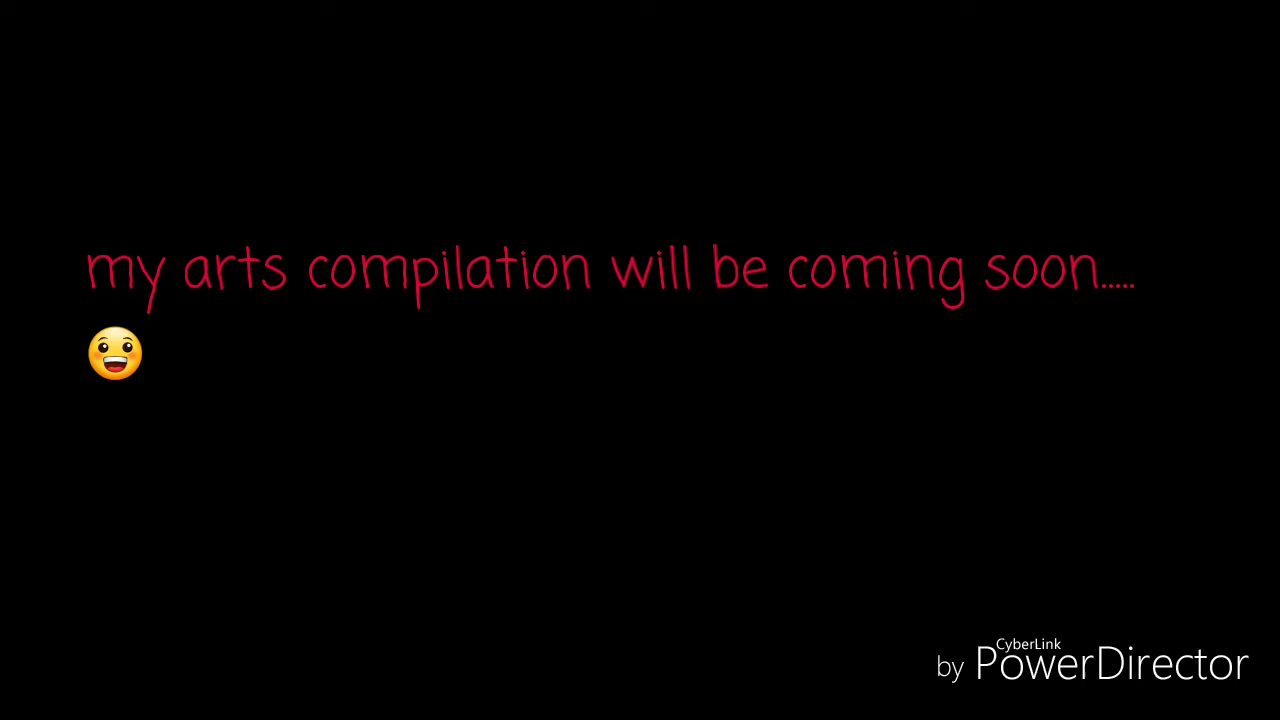 my arts compilation will be coming soon.....
😀
CyberLink
by PowerDirector